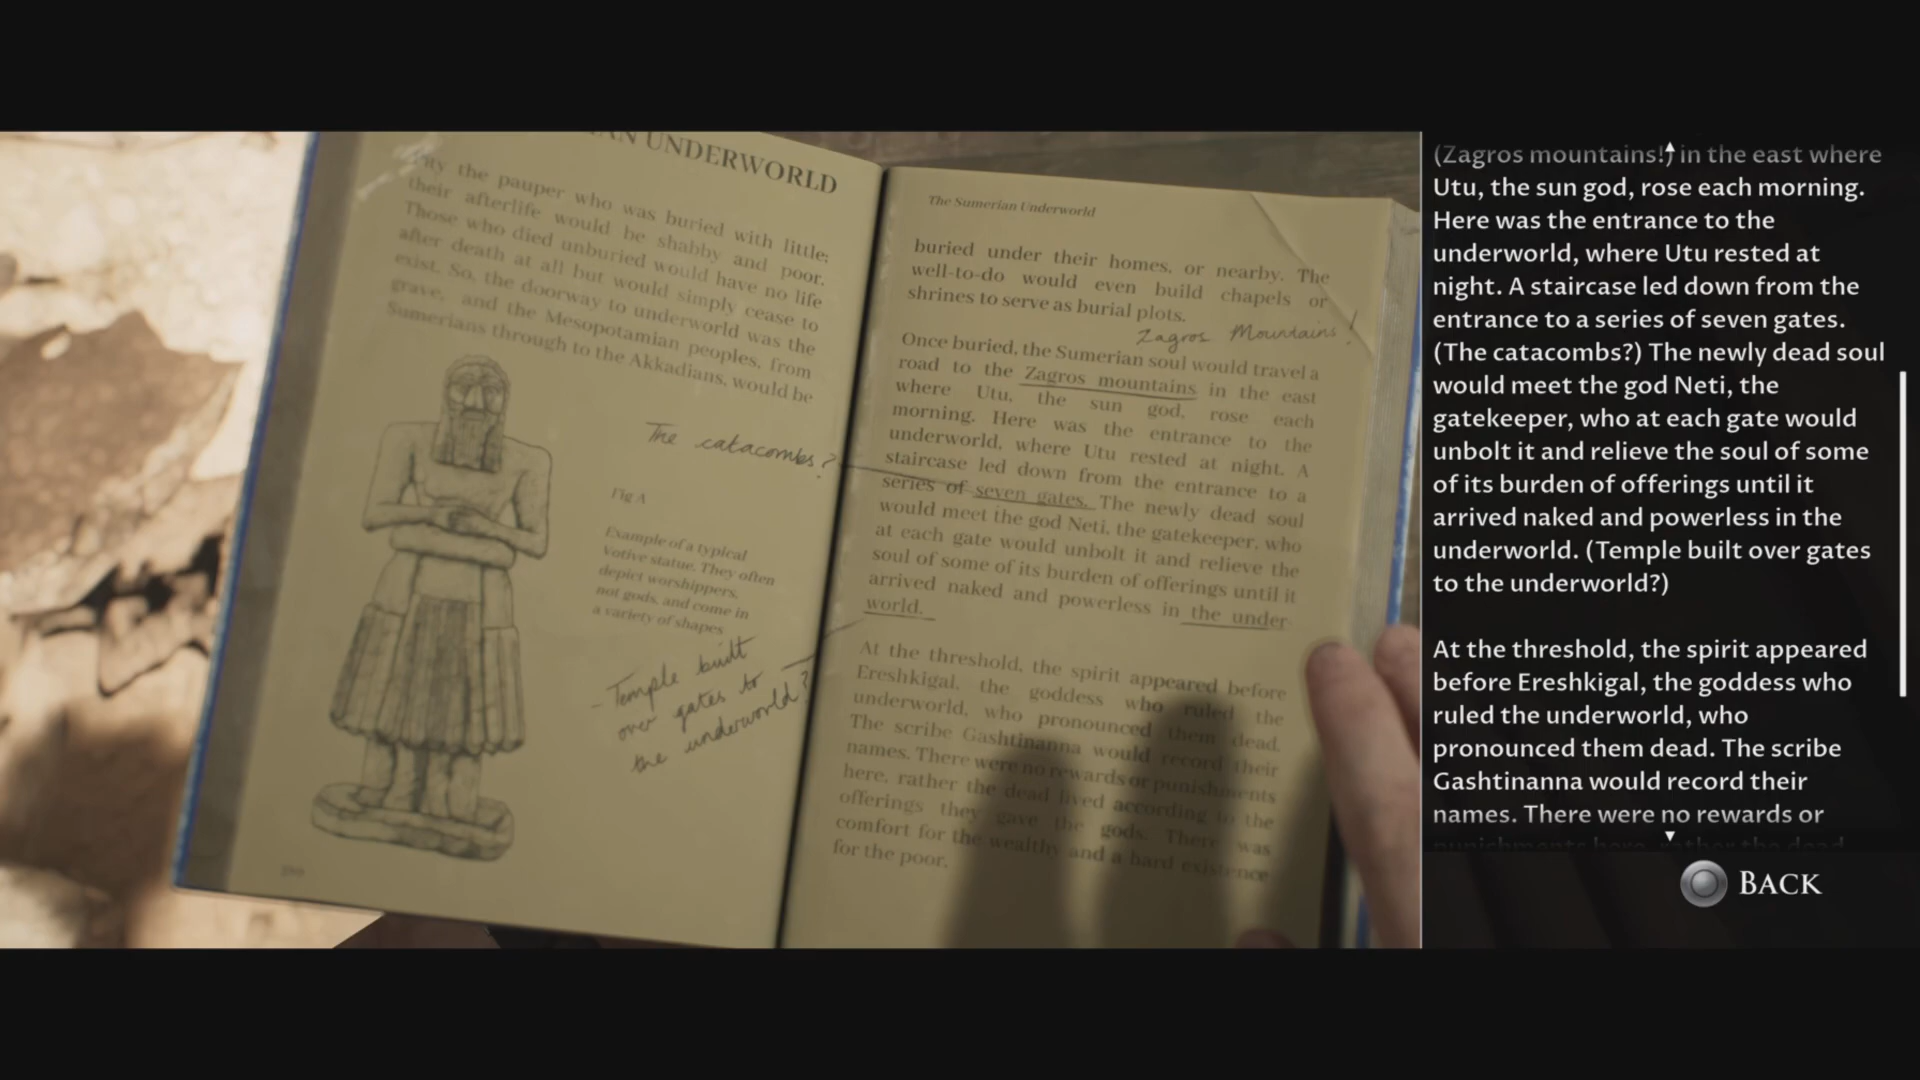 AN UNDERWORLD
the pauper who was buried with little;
their afterlife would be shabby and poor.
Those who died unburied would have no life
after death at all but would simply cease to
exist. So, the doorway to underworld was the
grave, and the Mesopotamian peoples, from
Sumerians through to the Akkadians, would be
The catacombs?
Fig A
Example of a typical
Votive statue. They often
depict worshippers,
not gods, and come in
a variety of shapes
- Temple built
over gates to
the underworld?
The Sumerian Underworld
buried under their homes, or nearby. The
well-to-do would even build chapels or
shrines to serve as burial plots.
Zagros Mountains!
Once buried, the Sumerian soul would travel a
road to the Zagros mountains in the east
where Utu, the sun god, rose each
morning. Here was the entrance to the
underworld, where Utu rested at night. A
staircase led down from the entrance to a
series of seven gates. The newly dead soul
would meet the god Neti, the gatekeeper, who
at each gate would unbolt it and relieve the
soul of some of its burden of offerings until it
arrived naked and powerless in the under-
world.
At the threshold, the spirit appeared before
Ereshkigal, the goddess who ruled the
underworld, who pronounced them dead.
The scribe Gashtinanna would record their
names. There were no rewards or punishments
here, rather the dead lived according to the
offerings they gave the gods. There was
comfort for the wealthy and a hard existence
for the poor.
(Zagros mountains!) in the east where
Utu, the sun god, rose each morning.
Here was the entrance to the
underworld, where Utu rested at
night. A staircase led down from the
entrance to a series of seven gates.
(The catacombs?) The newly dead soul
would meet the god Neti, the
gatekeeper, who at each gate would
unbolt it and relieve the soul of some
of its burden of offerings until it
arrived naked and powerless in the
underworld. (Temple built over gates
to the underworld?)
At the threshold, the spirit appeared
before Ereshkigal, the goddess who
ruled the underworld, who
pronounced them dead. The scribe
Gashtinanna would record their
names. There were no rewards or
punishments here, rather the dead
BACK